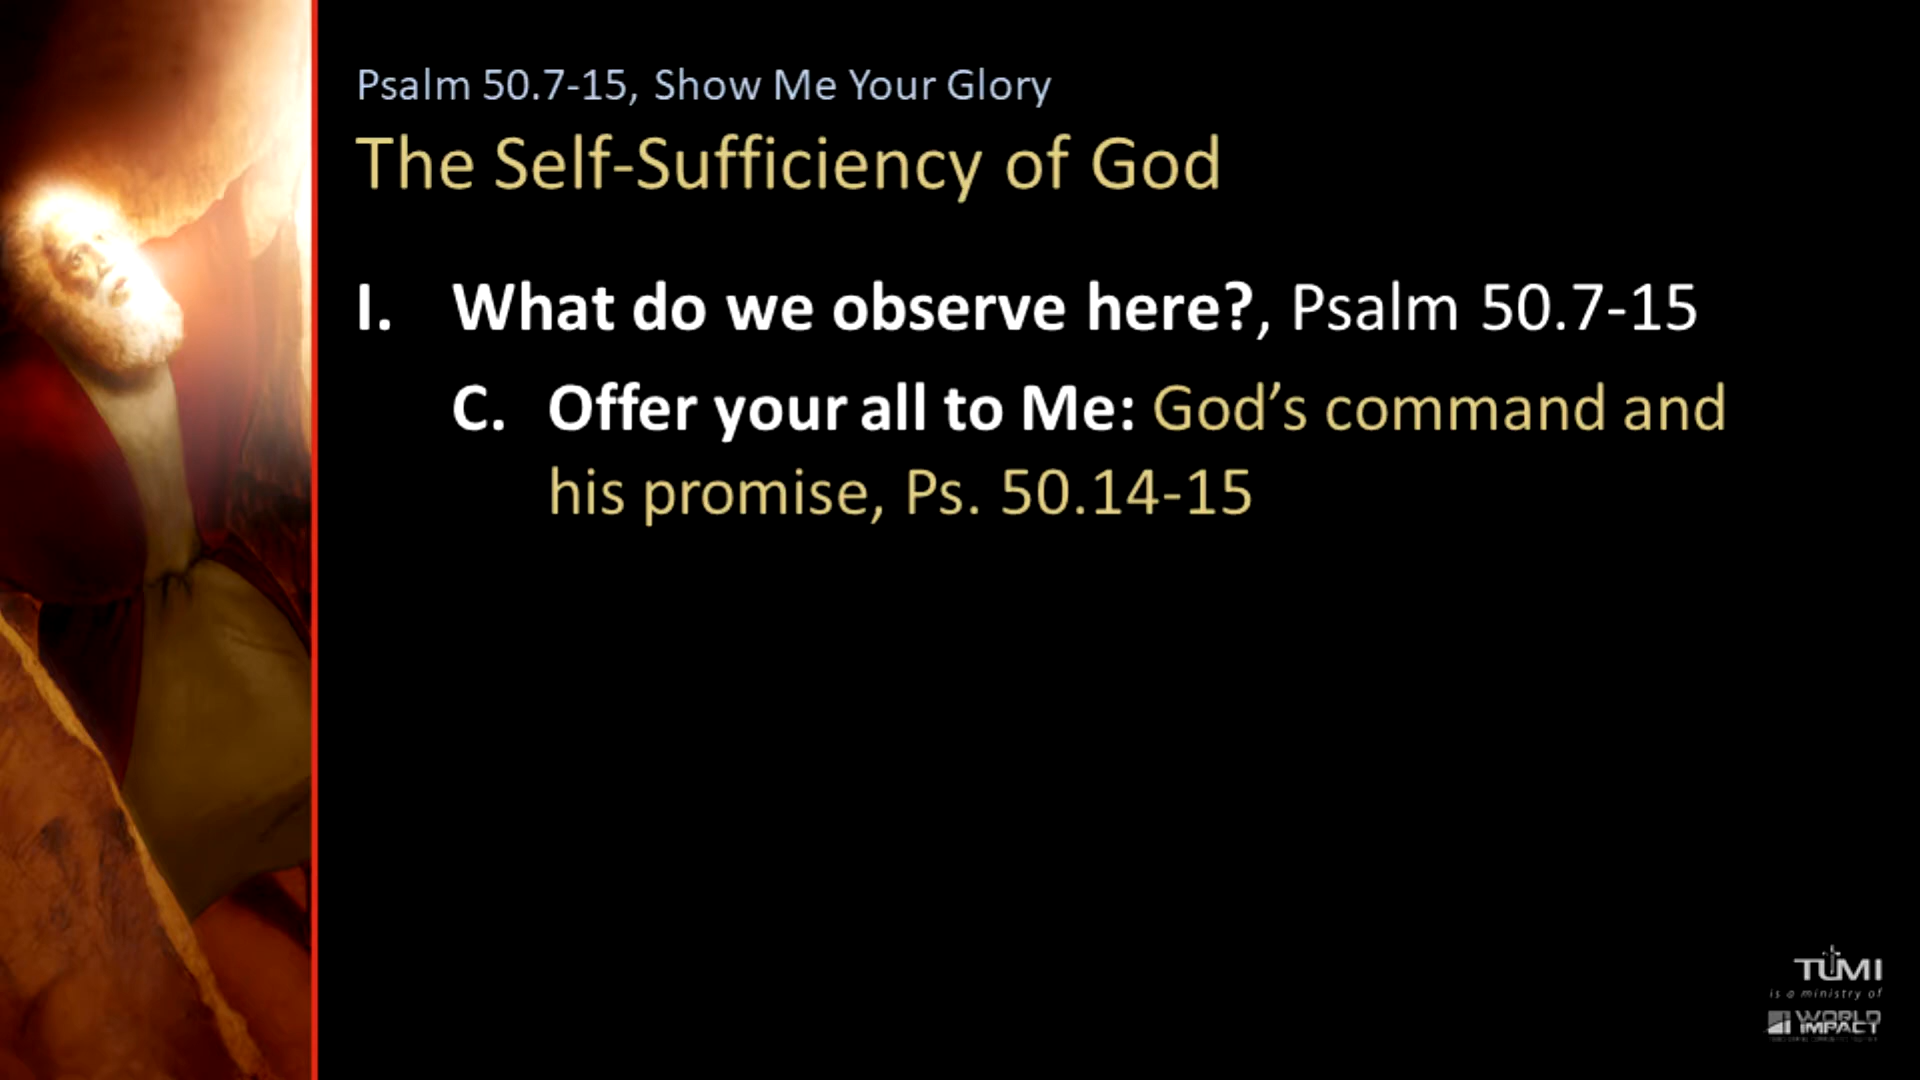 Psalm 50.7-15, Show Me Your Glory
The Self-Sufficiency of God
I. What do we observe here?, Psalm 50.7-15
C. Offer your all to Me: God’s command and
his promise, Ps. 50.14-15
TUMI
is a ministry of
WORLD
IMPACT